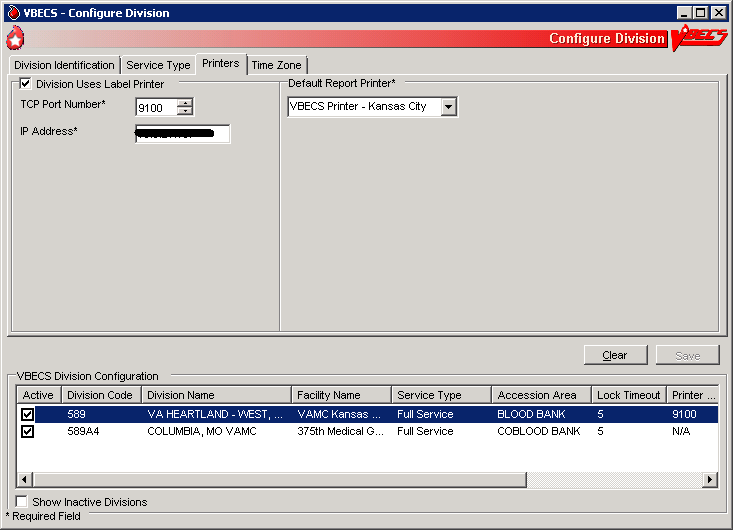 VBECS - Configure Division
Configure Division VBECS
Division Identification Service Type Printers Time Zone
Division Uses Label Printer
TCP Port Number* 9100
IP Address*
Default Report Printer*
VBECS Printer - Kansas City
Clear Save
VBECS Division Configuration
Active Division Code Division Name Facility Name Service Type Accession Area Lock Timeout Printer ...
589 VA HEARTLAND - WEST, ... VAMC Kansas ... Full Service BLOOD BANK 5 9100
589A4 COLUMBIA, MO VAMC 375th Medical G... Full Service COBLOOD BANK 5 N/A
Show Inactive Divisions
* Required Field